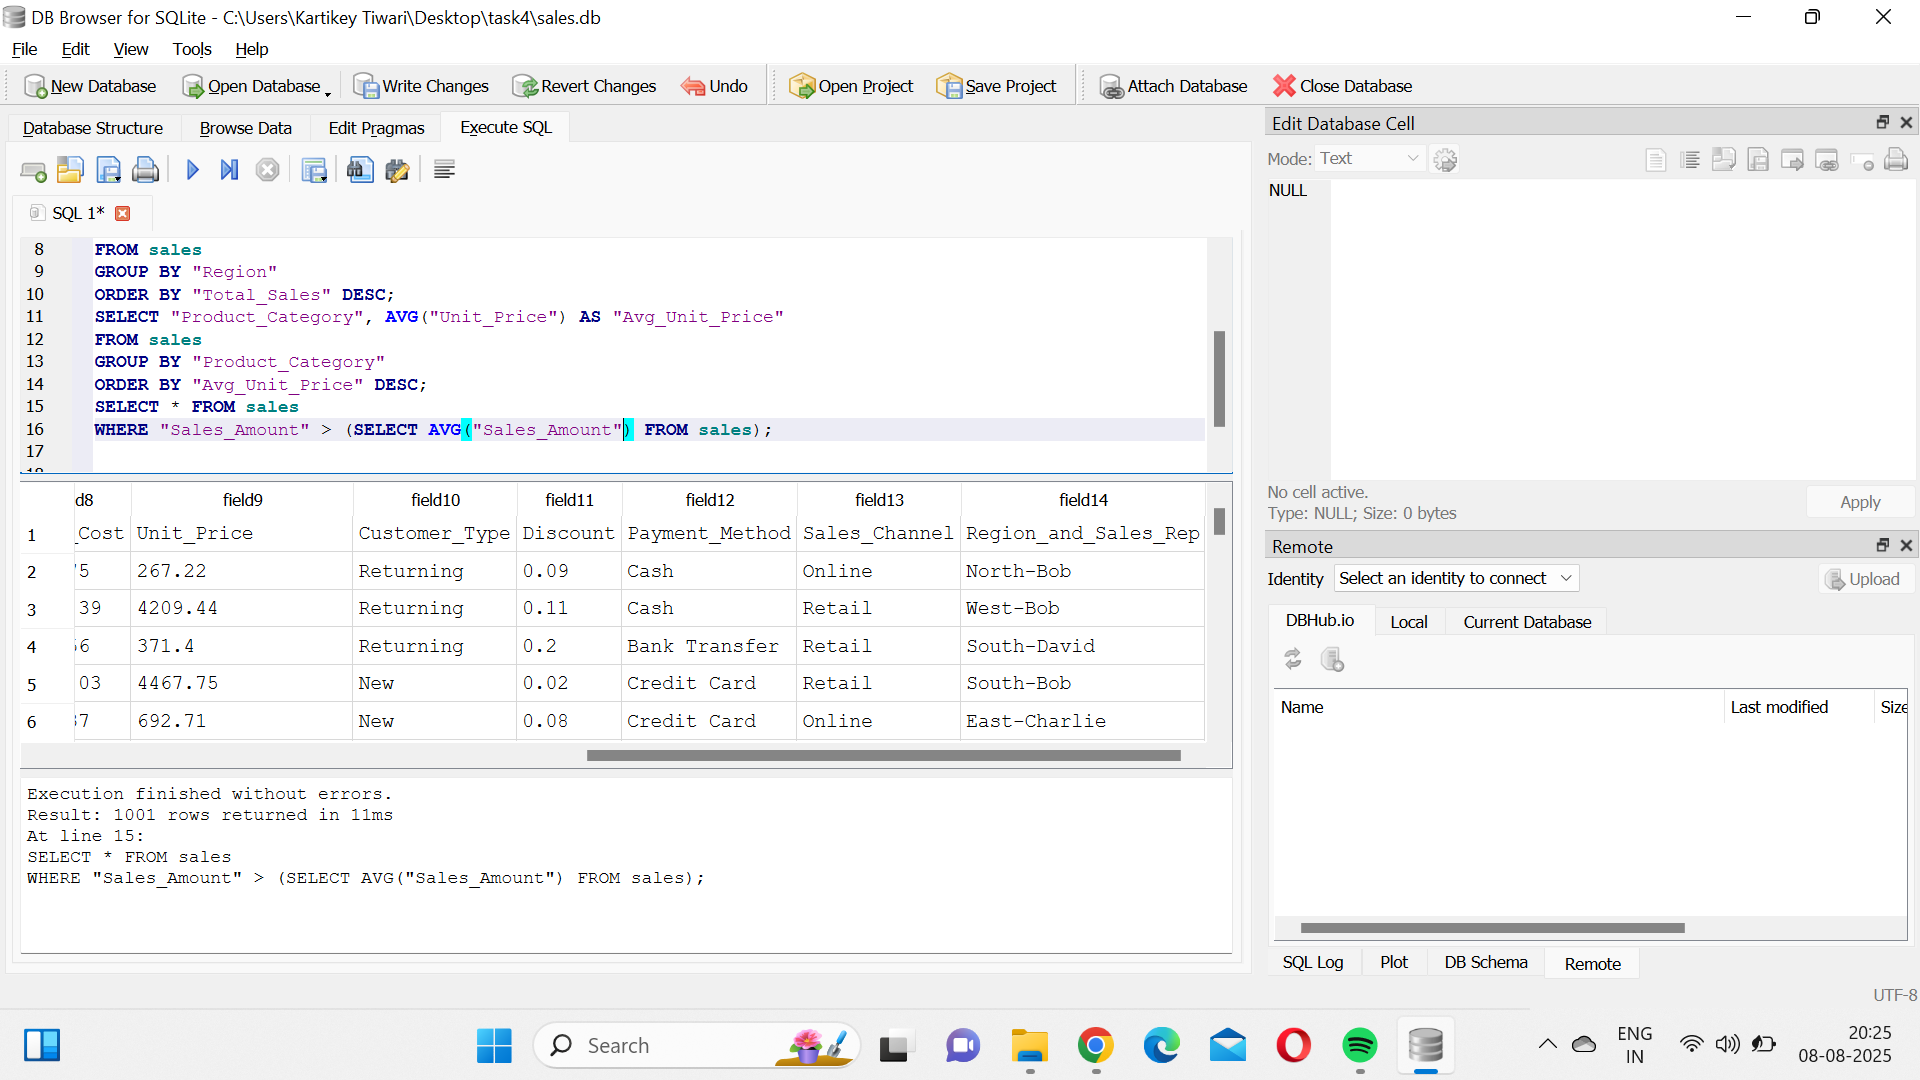 DB Browser for SQLite - C:\Users\Kartikey Tiwari\Desktop\task4\sales.db
File Edit View Tools Help
New Database Open Database Write Changes Revert Changes Undo Open Project Save Project Attach Database Close Database
Database Structure Browse Data Edit Pragmas Execute SQL
SQL 1*
8 FROM sales
9 GROUP BY "Region"
10 ORDER BY "Total_Sales" DESC;
11 SELECT "Product_Category", AVG("Unit_Price") AS "Avg_Unit_Price"
12 FROM sales
13 GROUP BY "Product_Category"
14 ORDER BY "Avg_Unit_Price" DESC;
15 SELECT * FROM sales
16 WHERE "Sales_Amount" > (SELECT AVG("Sales_Amount") FROM sales);
17
d8 field9 field10 field11 field12 field13 field14
1 _Cost Unit_Price Customer_Type Discount Payment_Method Sales_Channel Region_and_Sales_Rep
2 5 267.22 Returning 0.09 Cash Online North-Bob
3 39 4209.44 Returning 0.11 Cash Retail West-Bob
4 6 371.4 Returning 0.2 Bank Transfer Retail South-David
5 03 4467.75 New 0.02 Credit Card Retail South-Bob
6 7 692.71 New 0.08 Credit Card Online East-Charlie
Execution finished without errors.
Result: 1001 rows returned in 11ms
At line 15:
SELECT * FROM sales
WHERE "Sales_Amount" > (SELECT AVG("Sales_Amount") FROM sales);
Edit Database Cell
Mode: Text
NULL
No cell active.
Type: NULL; Size: 0 bytes
Apply
Remote
Identity Select an identity to connect Upload
DBHub.io Local Current Database
Name Last modified Size
SQL Log Plot DB Schema Remote
UTF-8
Search
ENG
IN
20:25
08-08-2025